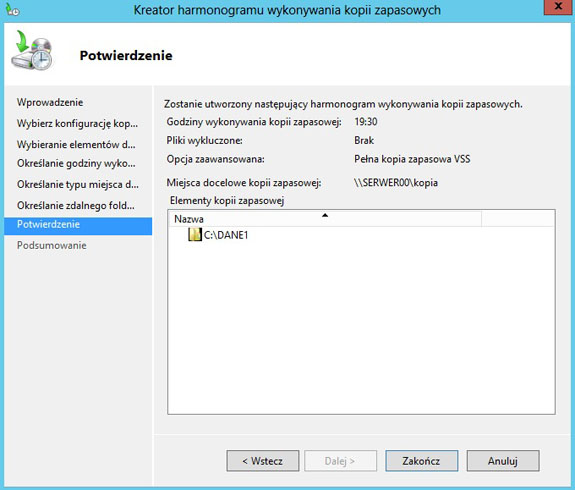 Kreator harmonogramu wykonywania kopii zapasowych
x
Potwierdzenie
Wprowadzenie
Wybierz konfigurację kop...
Wybieranie elementów d...
Określanie godziny wyko...
Określanie typu miejsca d...
Określanie zdalnego fold...
Potwierdzenie
Podsumowanie
Zostanie utworzony następujący harmonogram wykonywania kopii zapasowych.
Godziny wykonywania kopii zapasowej: 19:30
Pliki wykluczone: Brak
Opcja zaawansowana: Pełna kopia zapasowa VSS
Miejsca docelowe kopii zapasowej: \\SERWER00\kopia
Elementy kopii zapasowej
Nazwa
C:\DANE1
< Wstecz Dalej > Zakończ Anuluj